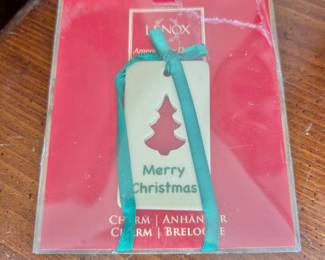 LENOX
Merry
Christmas
CHARM | ANHÄNGER
CHARM | BRELOQUE